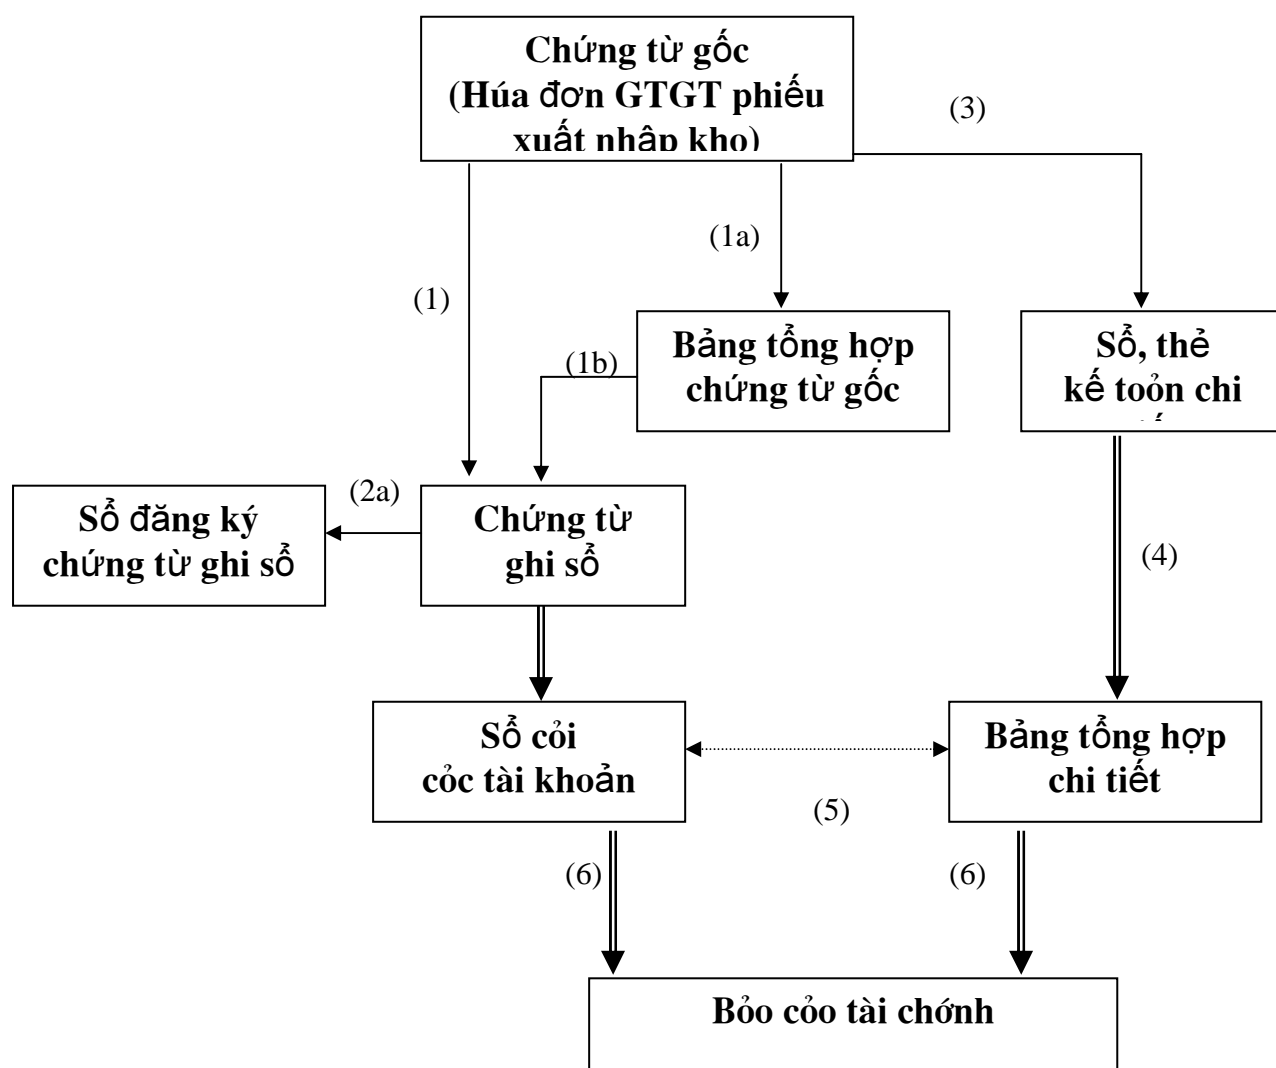 Chứng từ gốc
(Húa đơn GTGT phiếu
xuất nhập kho)
(3)
(1a)
(1)
Bảng tổng hợp
chứng từ gốc
(1b)
Sổ, thẻ
kế toỏn chi
(2a)
Sổ đăng ký
chứng từ ghi sổ
Chứng từ
ghi sổ
(4)
Sổ cỏi
cỏc tài khoản
Bảng tổng hợp
chi tiết
(5)
(6)
(6)
Bỏo cỏo tài chớnh